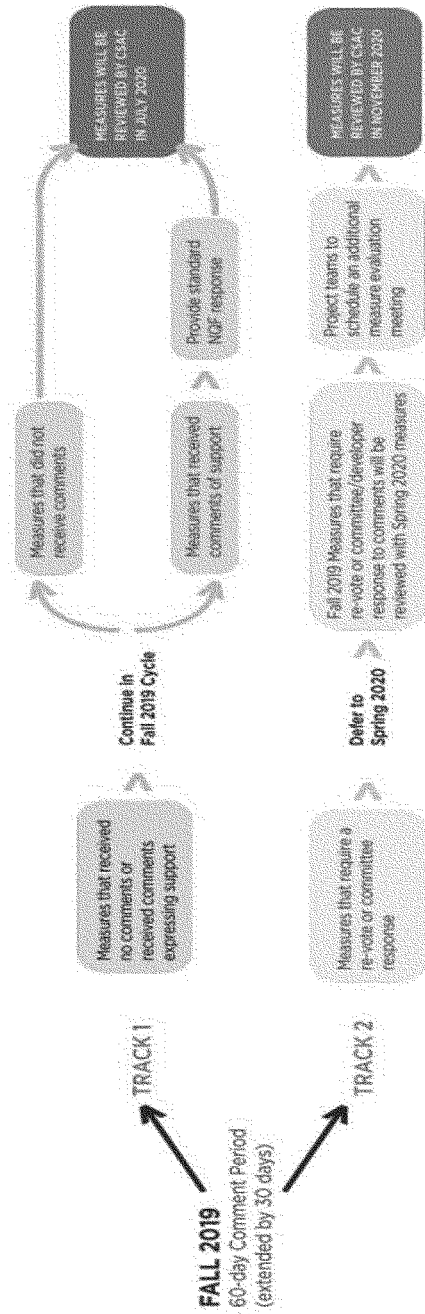 FALL 2019
60-day Comment Period
(extended by 30 days)
TRACK 1
Measures that received
no comments or
received comments
expressing support
Continue in
Fall 2019 Cycle
Measures that did not
receive comments
Measures that received
comments of support
Provide standard
NQF response
MEASURES WILL BE
REVIEWED BY CSAC
IN JULY 2020
TRACK 2
Measures that require a
re-vote or committee
response
Defer to
Spring 2020
Fall 2019 Measures that require
re-vote or committee/developer
response to comments will be
reviewed with Spring 2020 measures
Project teams to
schedule an additional
measure evaluation
meeting
MEASURES WILL BE
REVIEWED BY CSAC
IN NOVEMBER 2020